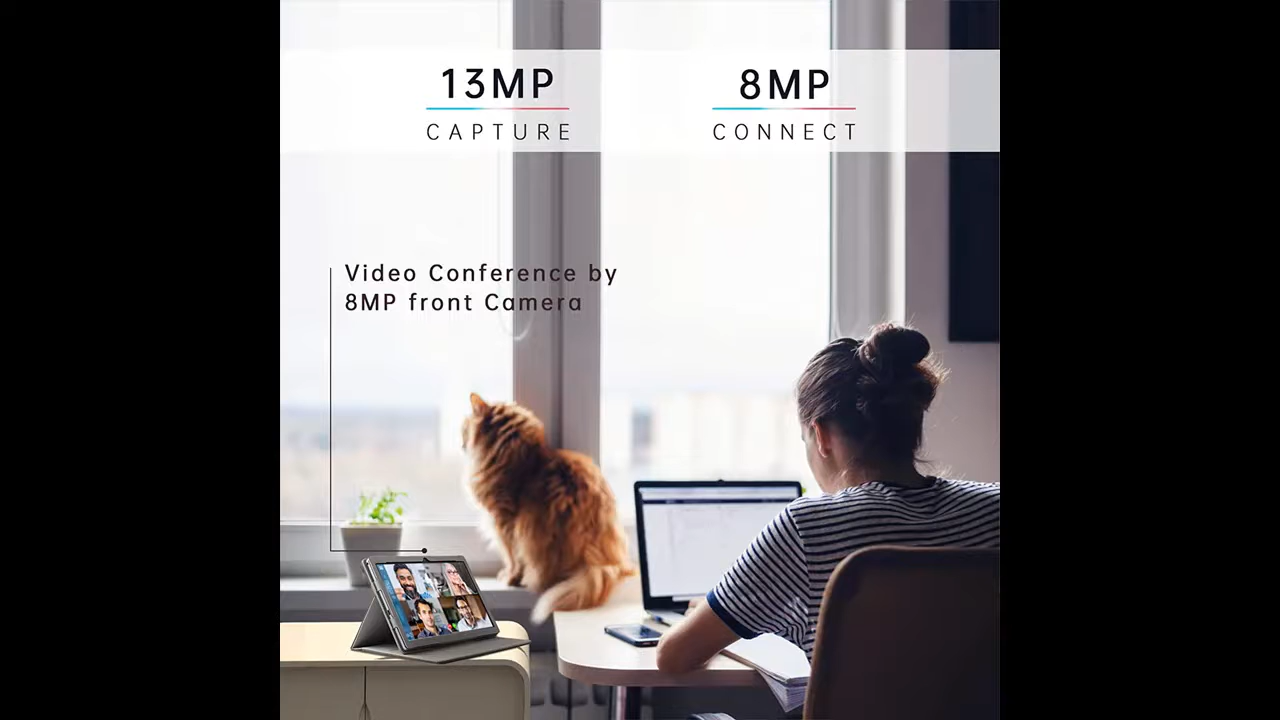 13MP
CAPTURE
8MP
CONNECT
Video Conference by
8MP front Camera